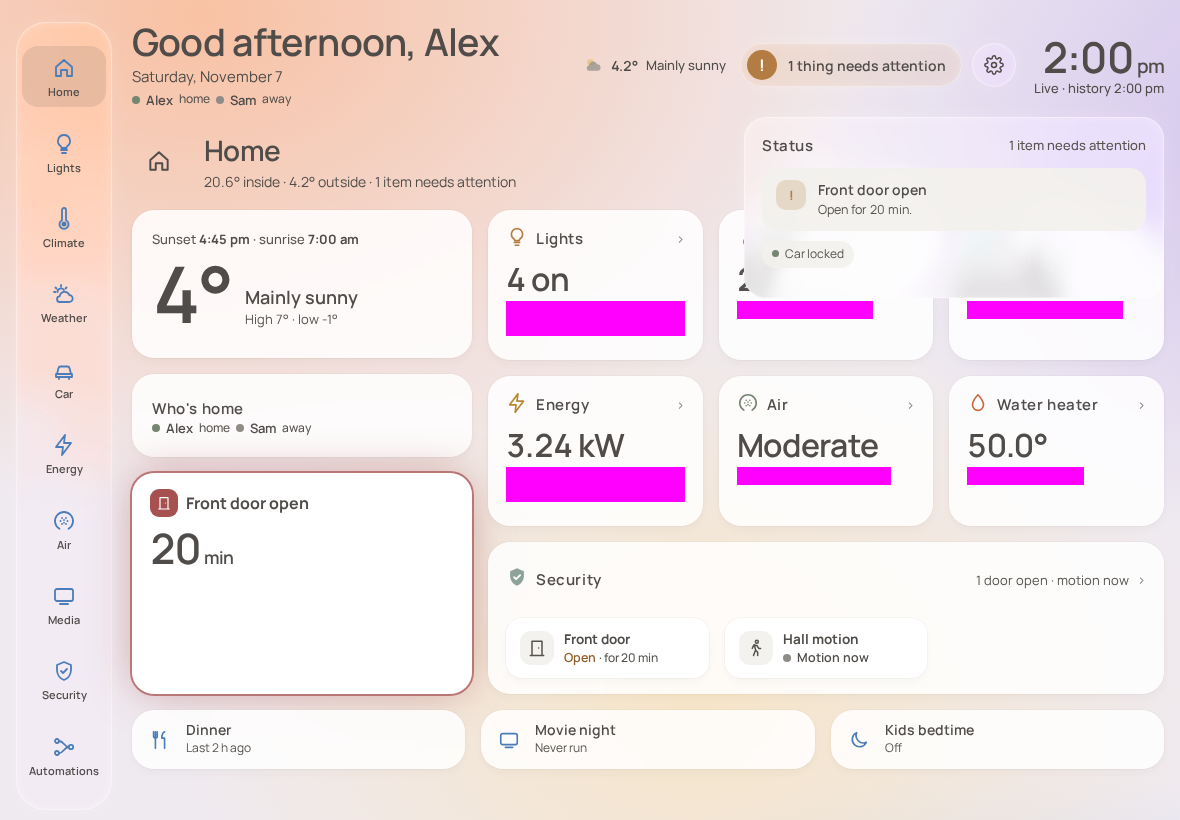 Good afternoon, Alex
Saturday, November 7
Alex home Sam away
4.2° Mainly sunny
! 1 thing needs attention
2:00 pm
Live · history 2:00 pm
Home
Lights
Climate
Weather
Car
Energy
Air
Media
Security
Automations
Home
20.6° inside · 4.2° outside · 1 item needs attention
Status
1 item needs attention
! Front door open
Open for 20 min.
Car locked
Sunset 4:45 pm · sunrise 7:00 am
4°
Mainly sunny
High 7° · low -1°
Lights
4 on
Who's home
Alex home Sam away
Energy
3.24 kW
Air
Moderate
Water heater
50.0°
Front door open
20 min
Security
1 door open · motion now
Front door
Open · for 20 min
Hall motion
Motion now
Dinner
Last 2 h ago
Movie night
Never run
Kids bedtime
Off